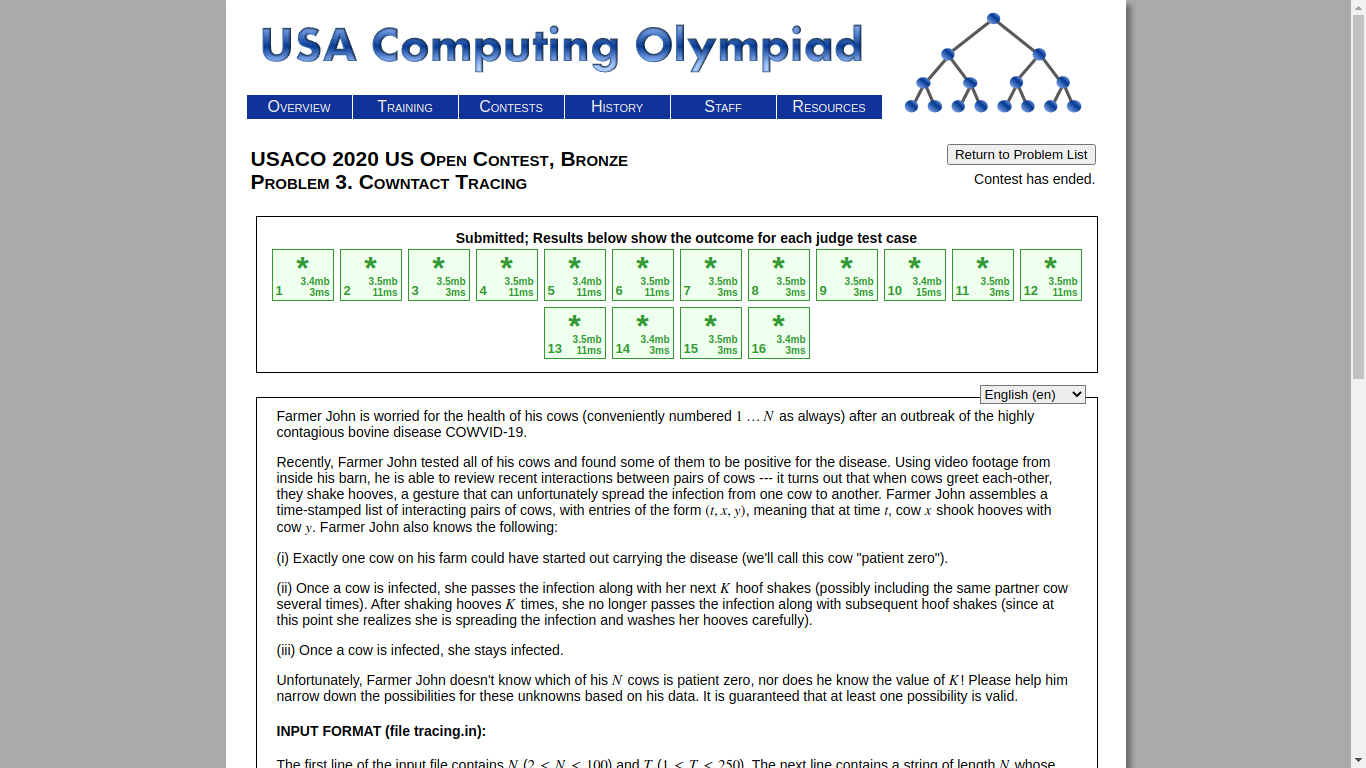 USA Computing Olympiad
Overview Training Contests History Staff Resources
USACO 2020 US Open Contest, Bronze
Problem 3. Cowntact Tracing
Return to Problem List
Contest has ended.
Submitted; Results below show the outcome for each judge test case
* 3.4mb 1 3ms
* 3.5mb 2 11ms
* 3.5mb 3 3ms
* 3.5mb 4 11ms
* 3.4mb 5 11ms
* 3.5mb 6 11ms
* 3.5mb 7 3ms
* 3.5mb 8 3ms
* 3.5mb 9 3ms
* 3.4mb 10 15ms
* 3.5mb 11 3ms
* 3.5mb 12 11ms
* 3.5mb 13 11ms
* 3.4mb 14 3ms
* 3.5mb 15 3ms
* 3.4mb 16 3ms
English (en)
Farmer John is worried for the health of his cows (conveniently numbered 1 … N as always) after an outbreak of the highly
contagious bovine disease COWVID-19.
Recently, Farmer John tested all of his cows and found some of them to be positive for the disease. Using video footage from
inside his barn, he is able to review recent interactions between pairs of cows --- it turns out that when cows greet each-other,
they shake hooves, a gesture that can unfortunately spread the infection from one cow to another. Farmer John assembles a
time-stamped list of interacting pairs of cows, with entries of the form (t, x, y), meaning that at time t, cow x shook hooves with
cow y. Farmer John also knows the following:
(i) Exactly one cow on his farm could have started out carrying the disease (we'll call this cow "patient zero").
(ii) Once a cow is infected, she passes the infection along with her next K hoof shakes (possibly including the same partner cow
several times). After shaking hooves K times, she no longer passes the infection along with subsequent hoof shakes (since at
this point she realizes she is spreading the infection and washes her hooves carefully).
(iii) Once a cow is infected, she stays infected.
Unfortunately, Farmer John doesn't know which of his N cows is patient zero, nor does he know the value of K! Please help him
narrow down the possibilities for these unknowns based on his data. It is guaranteed that at least one possibility is valid.
INPUT FORMAT (file tracing.in):
The first line of the input file contains N (2 ≤ N ≤ 100) and T (1 ≤ T ≤ 250). The next line contains a string of length N whose